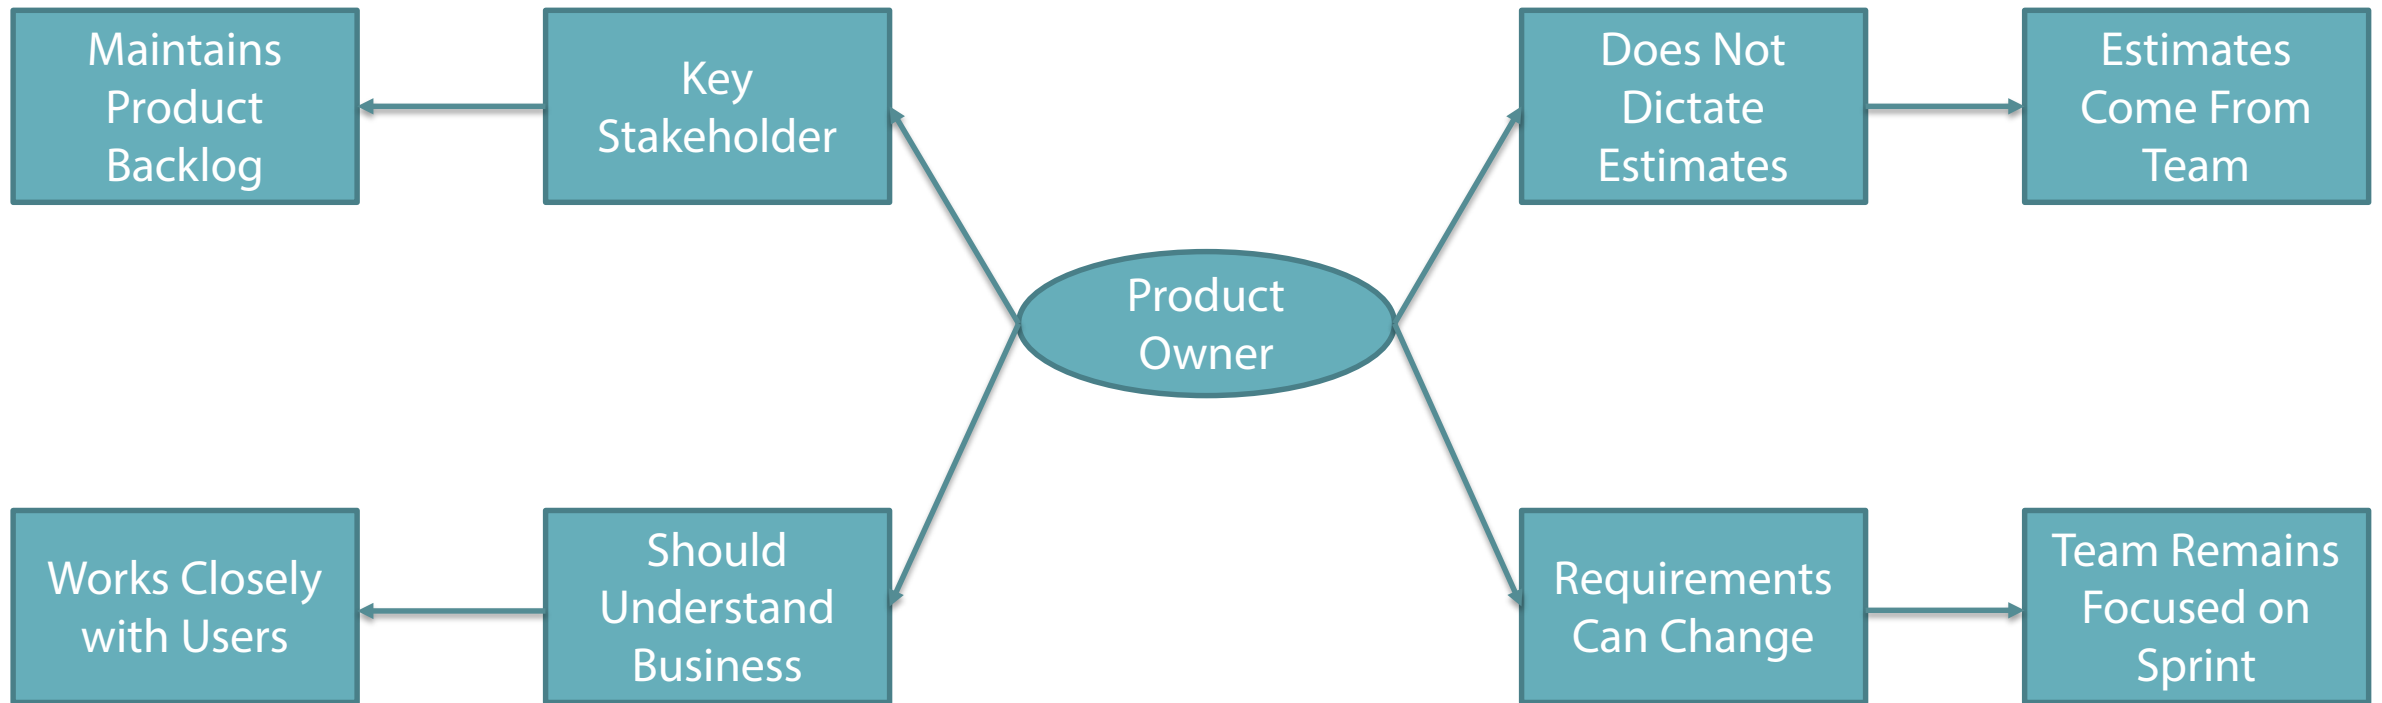 Maintains
Product
Backlog
Key
Stakeholder
Does Not
Dictate
Estimates
Estimates
Come From
Team
Product
Owner
Works Closely
with Users
Should
Understand
Business
Requirements
Can Change
Team Remains
Focused on
Sprint